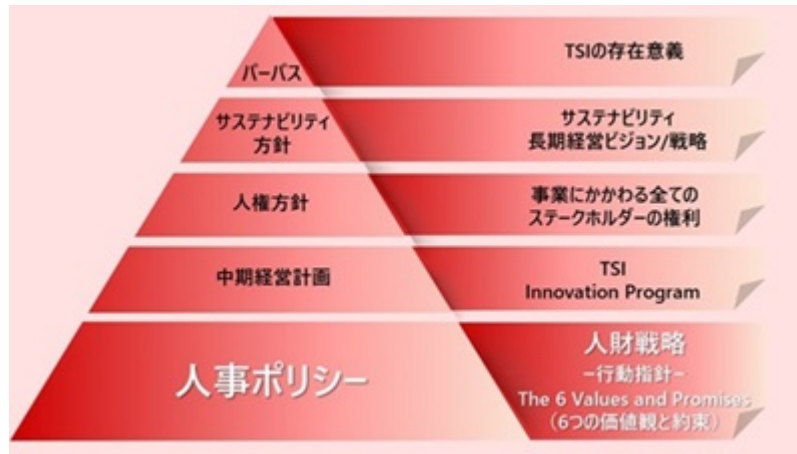 パーパス
TSIの存在意義
サステナビリティ
方針
サステナビリティ
長期経営ビジョン/戦略
人権方針
事業にかかわる全ての
ステークホルダーの権利
中期経営計画
TSI
Innovation Program
人事ポリシー
人財戦略
−行動指針−
The 6 Values and Promises
（6つの価値観と約束）